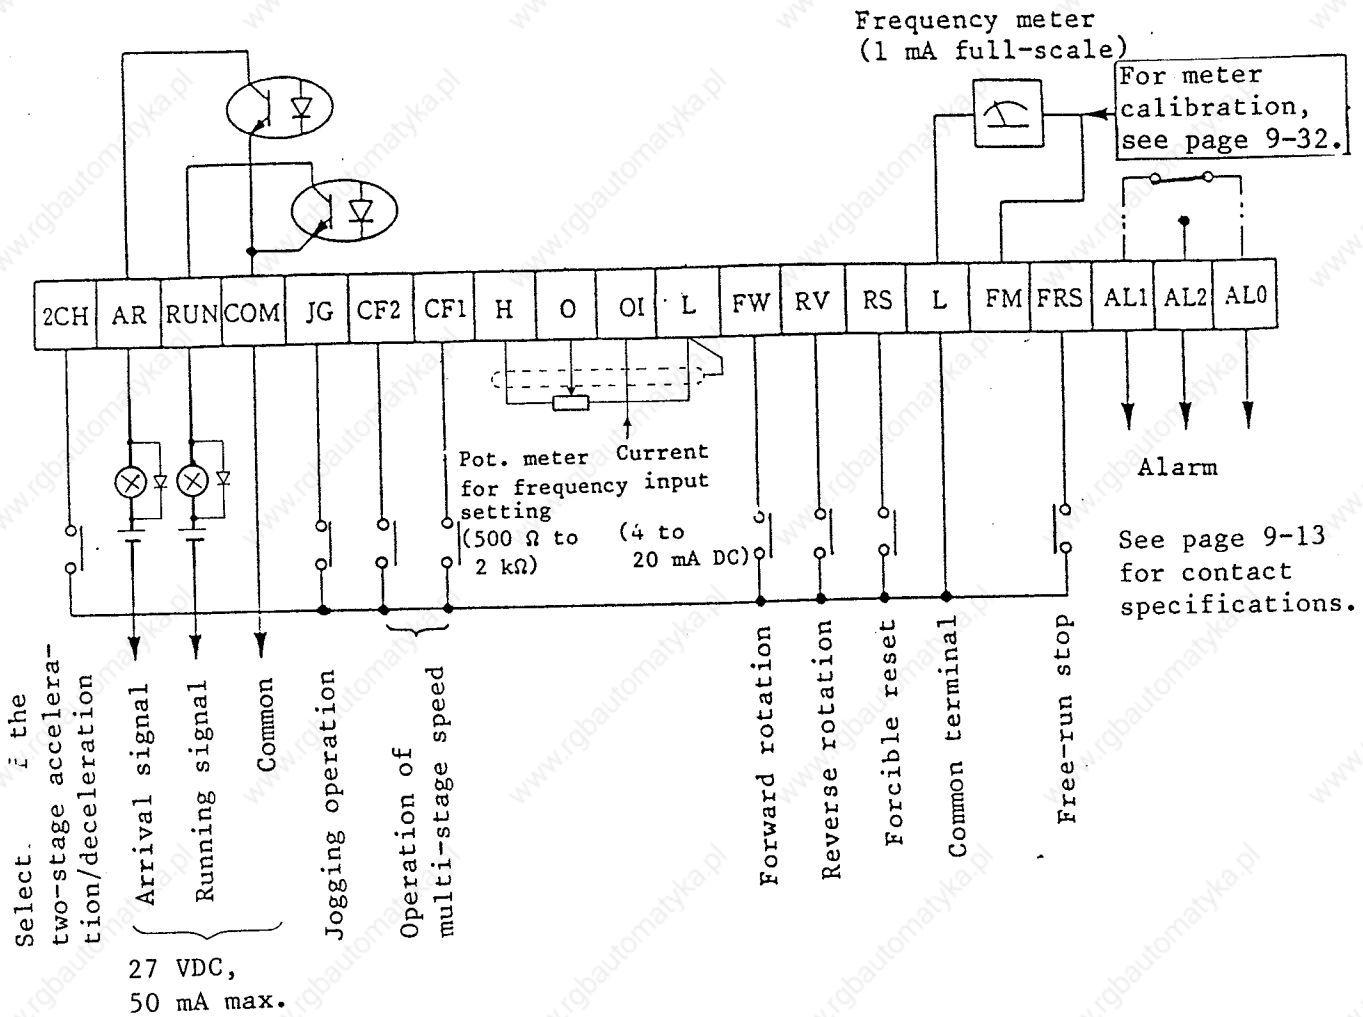 Frequency meter
(1 mA full-scale)
For meter
calibration,
see page 9-32.
2CH AR RUN COM JG CF2 CF1 H O OI L FW RV RS L FM FRS AL1 AL2 AL0
Pot. meter
for frequency
setting
(500 Ω to
2 kΩ)
Current
input
(4 to
20 mA DC)
Alarm
See page 9-13
for contact
specifications.
Select. the
two-stage accelera-
tion/deceleration
Arrival signal
Running signal
Common
27 VDC,
50 mA max.
Jogging operation
Operation of
multi-stage speed
Forward rotation
Reverse rotation
Forcible reset
Common terminal
Free-run stop
www.rgbautomatyka.pl